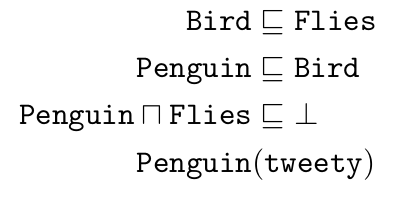 Bird ⊑ Flies
Penguin ⊑ Bird
Penguin ⊓ Flies ⊑ ⊥
Penguin(tweety)